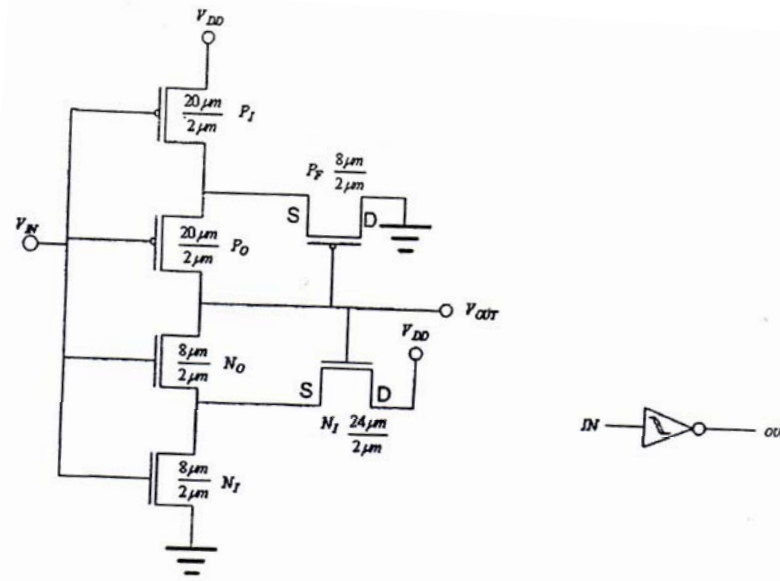 V_DD
20μm
2μm P_I
P_F 8μm
2μm
S D
V_IN
20μm
2μm P_O
V_OUT
V_DD
8μm
2μm N_O
S D
N_I 24μm
2μm
IN
8μm
2μm N_I